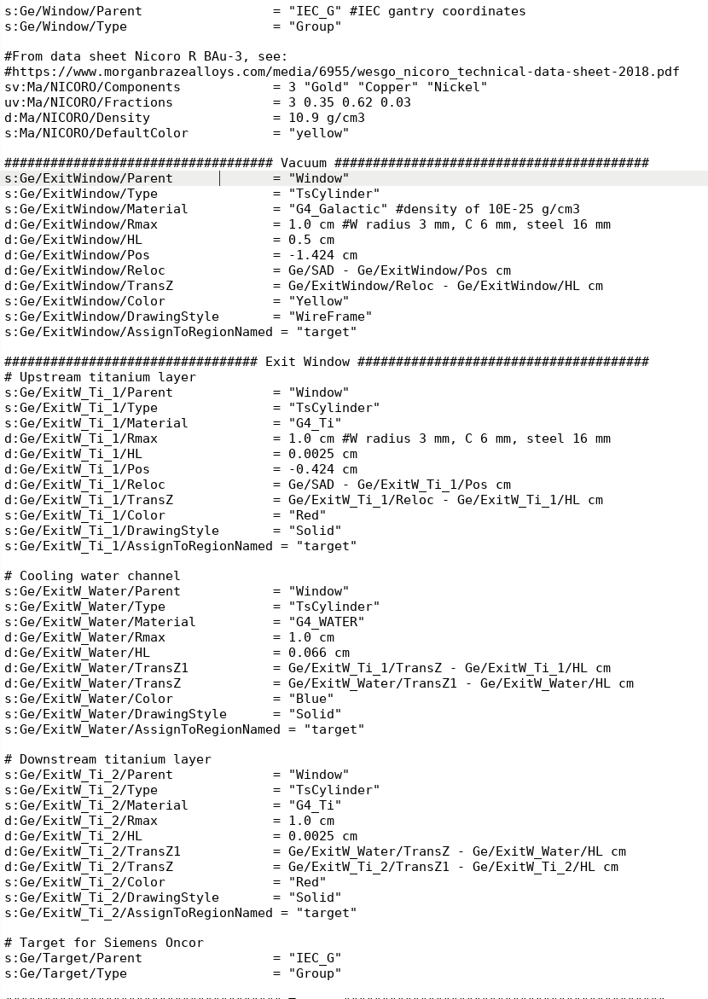 s:Ge/Window/Parent                 = "IEC_G" #IEC gantry coordinates
s:Ge/Window/Type                   = "Group"

#From data sheet Nicoro R BAu-3, see:
#https://www.morganbrazealloys.com/media/6955/wesgo_nicoro_technical-data-sheet-2018.pdf
sv:Ma/NICORO/Components            = 3 "Gold" "Copper" "Nickel"
uv:Ma/NICORO/Fractions             = 3 0.35 0.62 0.03
d:Ma/NICORO/Density                = 10.9 g/cm3
s:Ma/NICORO/DefaultColor           = "yellow"

################################### Vacuum #########################################
s:Ge/ExitWindow/Parent             = "Window"
s:Ge/ExitWindow/Type               = "TsCylinder"
s:Ge/ExitWindow/Material           = "G4_Galactic" #density of 10E-25 g/cm3
d:Ge/ExitWindow/Rmax               = 1.0 cm #W radius 3 mm, C 6 mm, steel 16 mm
d:Ge/ExitWindow/HL                 = 0.5 cm
d:Ge/ExitWindow/Pos                = -1.424 cm
d:Ge/ExitWindow/Reloc              = Ge/SAD - Ge/ExitWindow/Pos cm
d:Ge/ExitWindow/TransZ             = Ge/ExitWindow/Reloc - Ge/ExitWindow/HL cm
s:Ge/ExitWindow/Color              = "Yellow"
s:Ge/ExitWindow/DrawingStyle       = "WireFrame"
s:Ge/ExitWindow/AssignToRegionNamed = "target"

################################# Exit Window ######################################
# Upstream titanium layer
s:Ge/ExitW_Ti_1/Parent             = "Window"
s:Ge/ExitW_Ti_1/Type               = "TsCylinder"
s:Ge/ExitW_Ti_1/Material           = "G4_Ti"
d:Ge/ExitW_Ti_1/Rmax               = 1.0 cm #W radius 3 mm, C 6 mm, steel 16 mm
d:Ge/ExitW_Ti_1/HL                 = 0.0025 cm
d:Ge/ExitW_Ti_1/Pos                = -0.424 cm
d:Ge/ExitW_Ti_1/Reloc              = Ge/SAD - Ge/ExitW_Ti_1/Pos cm
d:Ge/ExitW_Ti_1/TransZ             = Ge/ExitW_Ti_1/Reloc - Ge/ExitW_Ti_1/HL cm
s:Ge/ExitW_Ti_1/Color              = "Red"
s:Ge/ExitW_Ti_1/DrawingStyle       = "Solid"
s:Ge/ExitW_Ti_1/AssignToRegionNamed = "target"

# Cooling water channel
s:Ge/ExitW_Water/Parent            = "Window"
s:Ge/ExitW_Water/Type              = "TsCylinder"
s:Ge/ExitW_Water/Material          = "G4_WATER"
d:Ge/ExitW_Water/Rmax              = 1.0 cm
d:Ge/ExitW_Water/HL                = 0.066 cm
d:Ge/ExitW_Water/TransZ1           = Ge/ExitW_Ti_1/TransZ - Ge/ExitW_Ti_1/HL cm
d:Ge/ExitW_Water/TransZ            = Ge/ExitW_Water/TransZ1 - Ge/ExitW_Water/HL cm
s:Ge/ExitW_Water/Color             = "Blue"
s:Ge/ExitW_Water/DrawingStyle      = "Solid"
s:Ge/ExitW_Water/AssignToRegionNamed = "target"

# Downstream titanium layer
s:Ge/ExitW_Ti_2/Parent             = "Window"
s:Ge/ExitW_Ti_2/Type               = "TsCylinder"
s:Ge/ExitW_Ti_2/Material           = "G4_Ti"
d:Ge/ExitW_Ti_2/Rmax               = 1.0 cm
d:Ge/ExitW_Ti_2/HL                 = 0.0025 cm
d:Ge/ExitW_Ti_2/TransZ1            = Ge/ExitW_Water/TransZ - Ge/ExitW_Water/HL cm
d:Ge/ExitW_Ti_2/TransZ             = Ge/ExitW_Ti_2/TransZ1 - Ge/ExitW_Ti_2/HL cm
s:Ge/ExitW_Ti_2/Color              = "Red"
s:Ge/ExitW_Ti_2/DrawingStyle       = "Solid"
s:Ge/ExitW_Ti_2/AssignToRegionNamed = "target"

# Target for Siemens Oncor
s:Ge/Target/Parent                 = "IEC_G"
s:Ge/Target/Type                   = "Group"